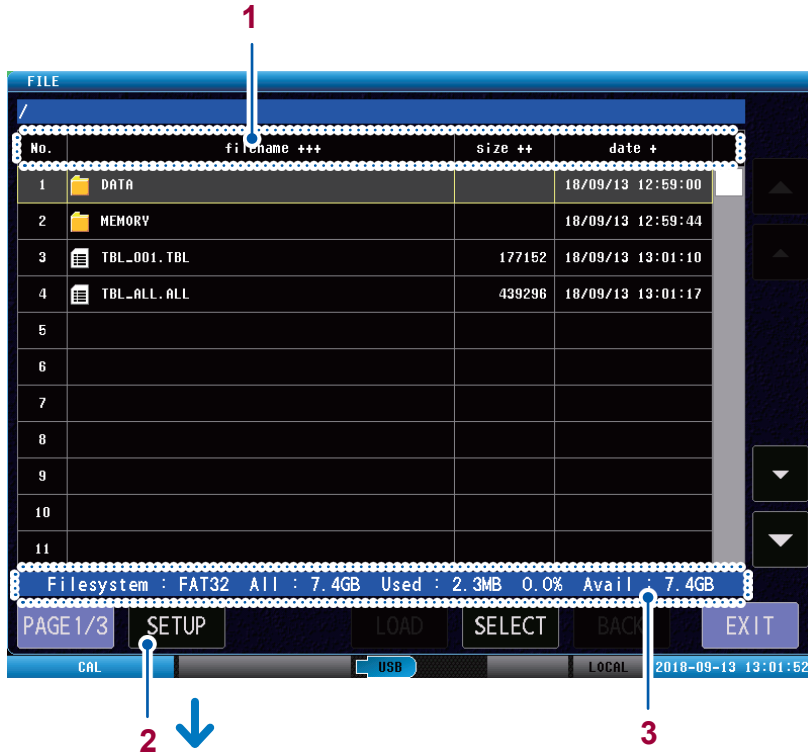 1
FILE
/
No. filename +++ size ++ date +
1 DATA 18/09/13 12:59:00
2 MEMORY 18/09/13 12:59:44
3 TBL_001.TBL 177152 18/09/13 13:01:10
4 TBL_ALL.ALL 439296 18/09/13 13:01:17
5
6
7
8
9
10
11
Filesystem : FAT32 All : 7.4GB Used : 2.3MB 0.0% Avail : 7.4GB
PAGE1/3 SETUP LOAD SELECT BACK EXIT
CAL USB LOCAL 2018-09-13 13:01:52
2 3